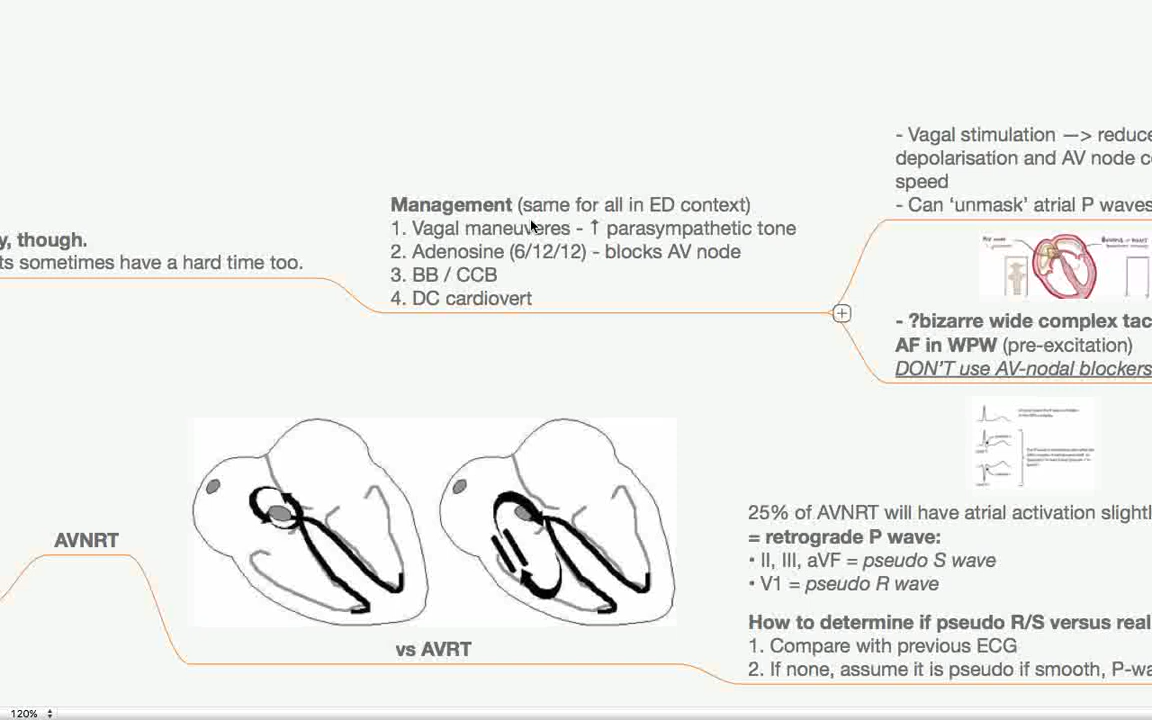 - Vagal stimulation —> reduce
depolarisation and AV node c
speed
- Can ‘unmask’ atrial P waves
Management (same for all in ED context)
1. Vagal maneuveres - ↑ parasympathetic tone
2. Adenosine (6/12/12) - blocks AV node
3. BB / CCB
4. DC cardiovert
y, though.
ts sometimes have a hard time too.
- ?bizarre wide complex tac
AF in WPW (pre-excitation)
DON’T use AV-nodal blockers
AVNRT
vs AVRT
25% of AVNRT will have atrial activation slightl
= retrograde P wave:
• II, III, aVF = pseudo S wave
• V1 = pseudo R wave
How to determine if pseudo R/S versus real
1. Compare with previous ECG
2. If none, assume it is pseudo if smooth, P-wa
120%